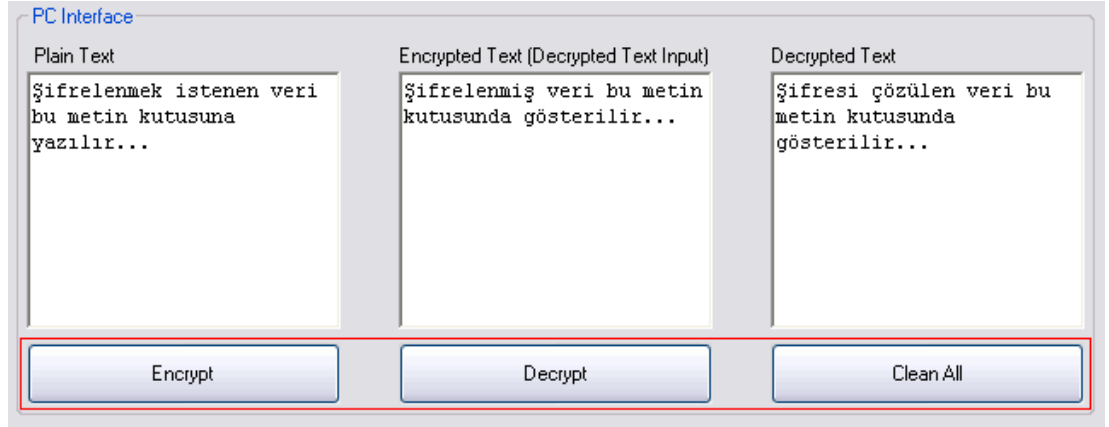 PC Interface
Plain Text
Şifrelenmek istenen veri
bu metin kutusuna
yazılır...
Encrypted Text (Decrypted Text Input)
Şifrelenmiş veri bu metin
kutusunda gösterilir...
Decrypted Text
Şifresi çözülen veri bu
metin kutusunda
gösterilir...
Encrypt
Decrypt
Clean All